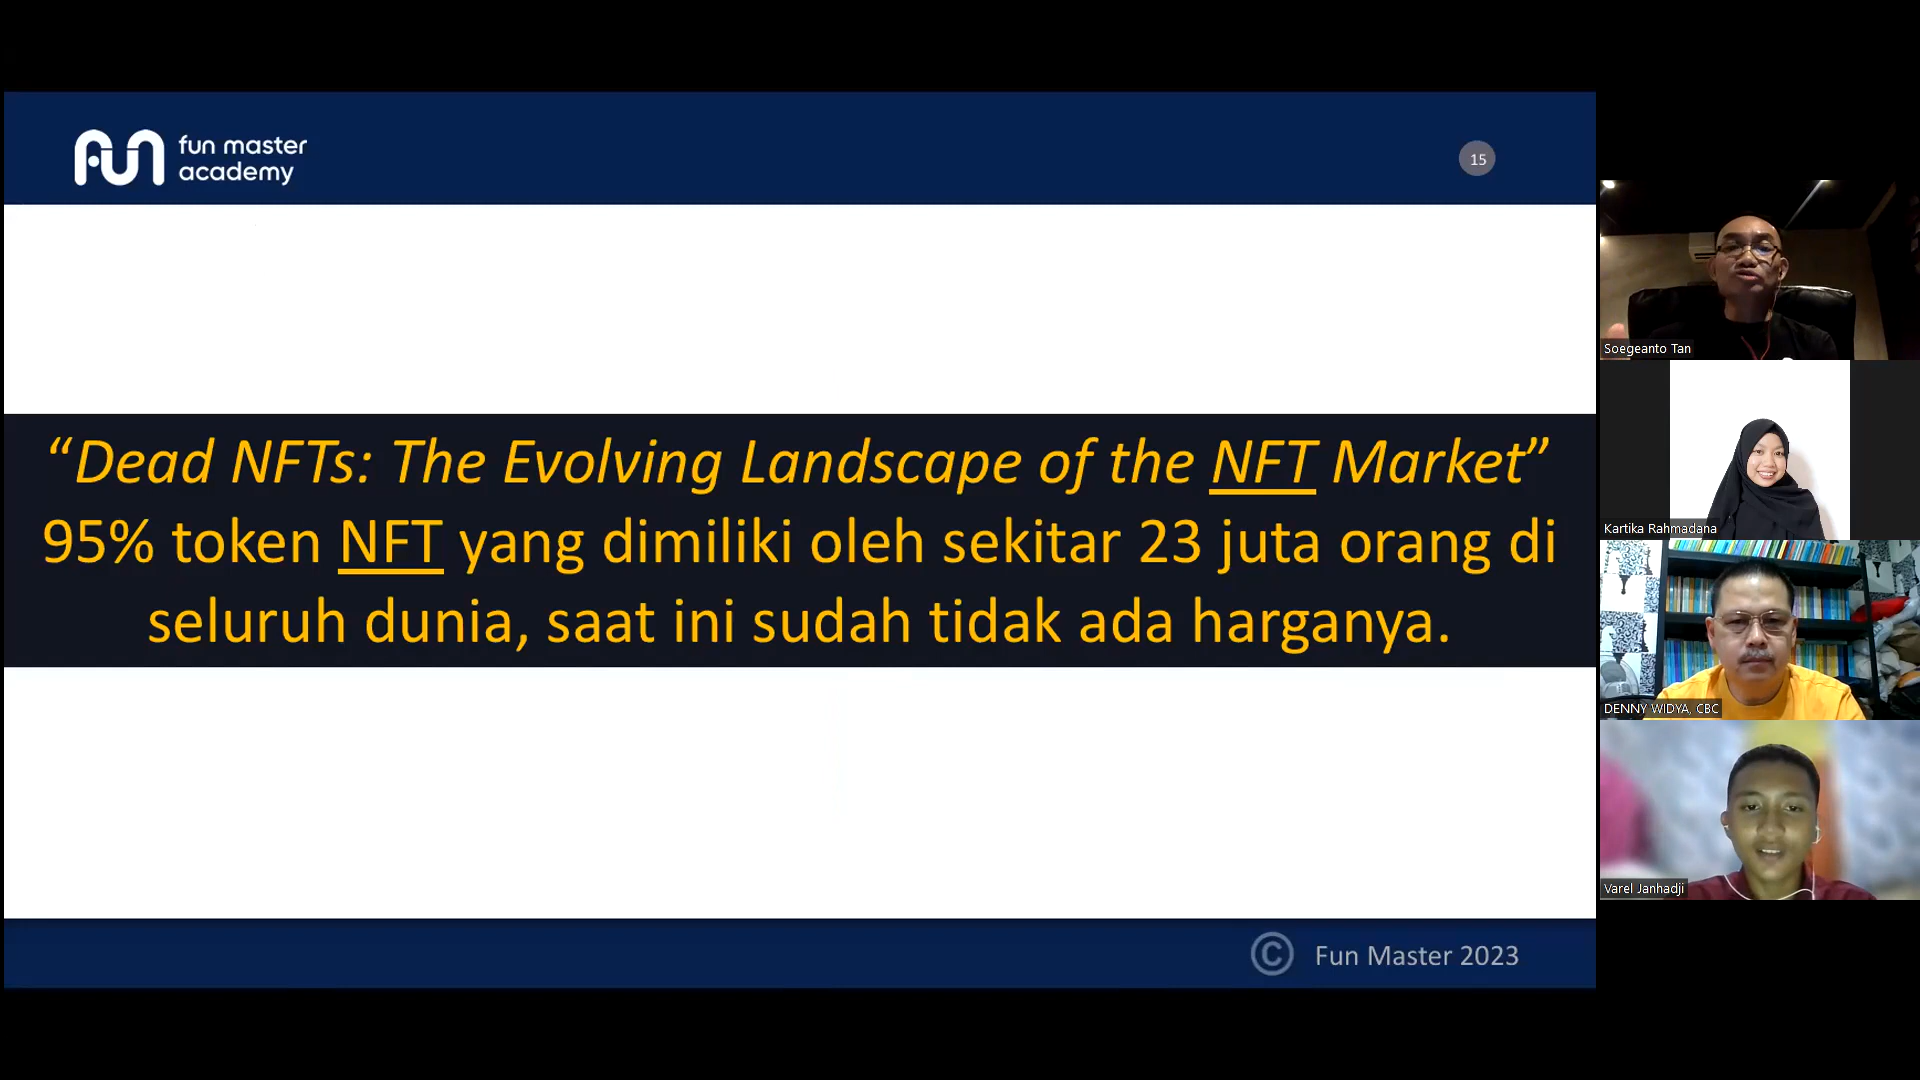 fun master
academy
15
“Dead NFTs: The Evolving Landscape of the NFT Market”
95% token NFT yang dimiliki oleh sekitar 23 juta orang di
seluruh dunia, saat ini sudah tidak ada harganya.
© Fun Master 2023
Soegeanto Tan
Kartika Rahmadana
DENNY WIDYA, CBC
Varel Janhadji